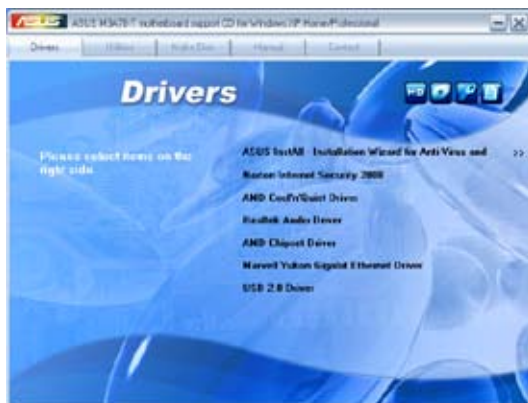 ASUS M3A78-T motherboard support CD for Windows XP Home/Professional
Drivers Utilities Make Disk Manual Contact
Drivers
Please select items on the
right side.
ASUS InstAll - Installation Wizard for Anti Virus and >>
Norton Internet Security 2008
AMD Cool'n'Quiet Driver
Realtek Audio Driver
AMD Chipset Driver
Marvell Yukon Gigabit Ethernet Driver
USB 2.0 Driver